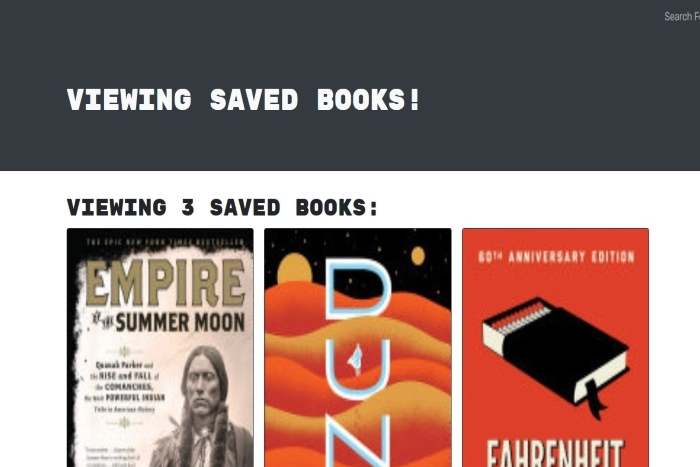 Search F
VIEWING SAVED BOOKS!
VIEWING 3 SAVED BOOKS:
THE EPIC NEW YORK TIMES BESTSELLER
EMPIRE
of the SUMMER MOON
Quanah Parker and
the RISE and FALL of
the COMANCHES,
the Most POWERFUL INDIAN
Tribe in American History
DUN
60TH ANNIVERSARY EDITION
FAHRENHEIT